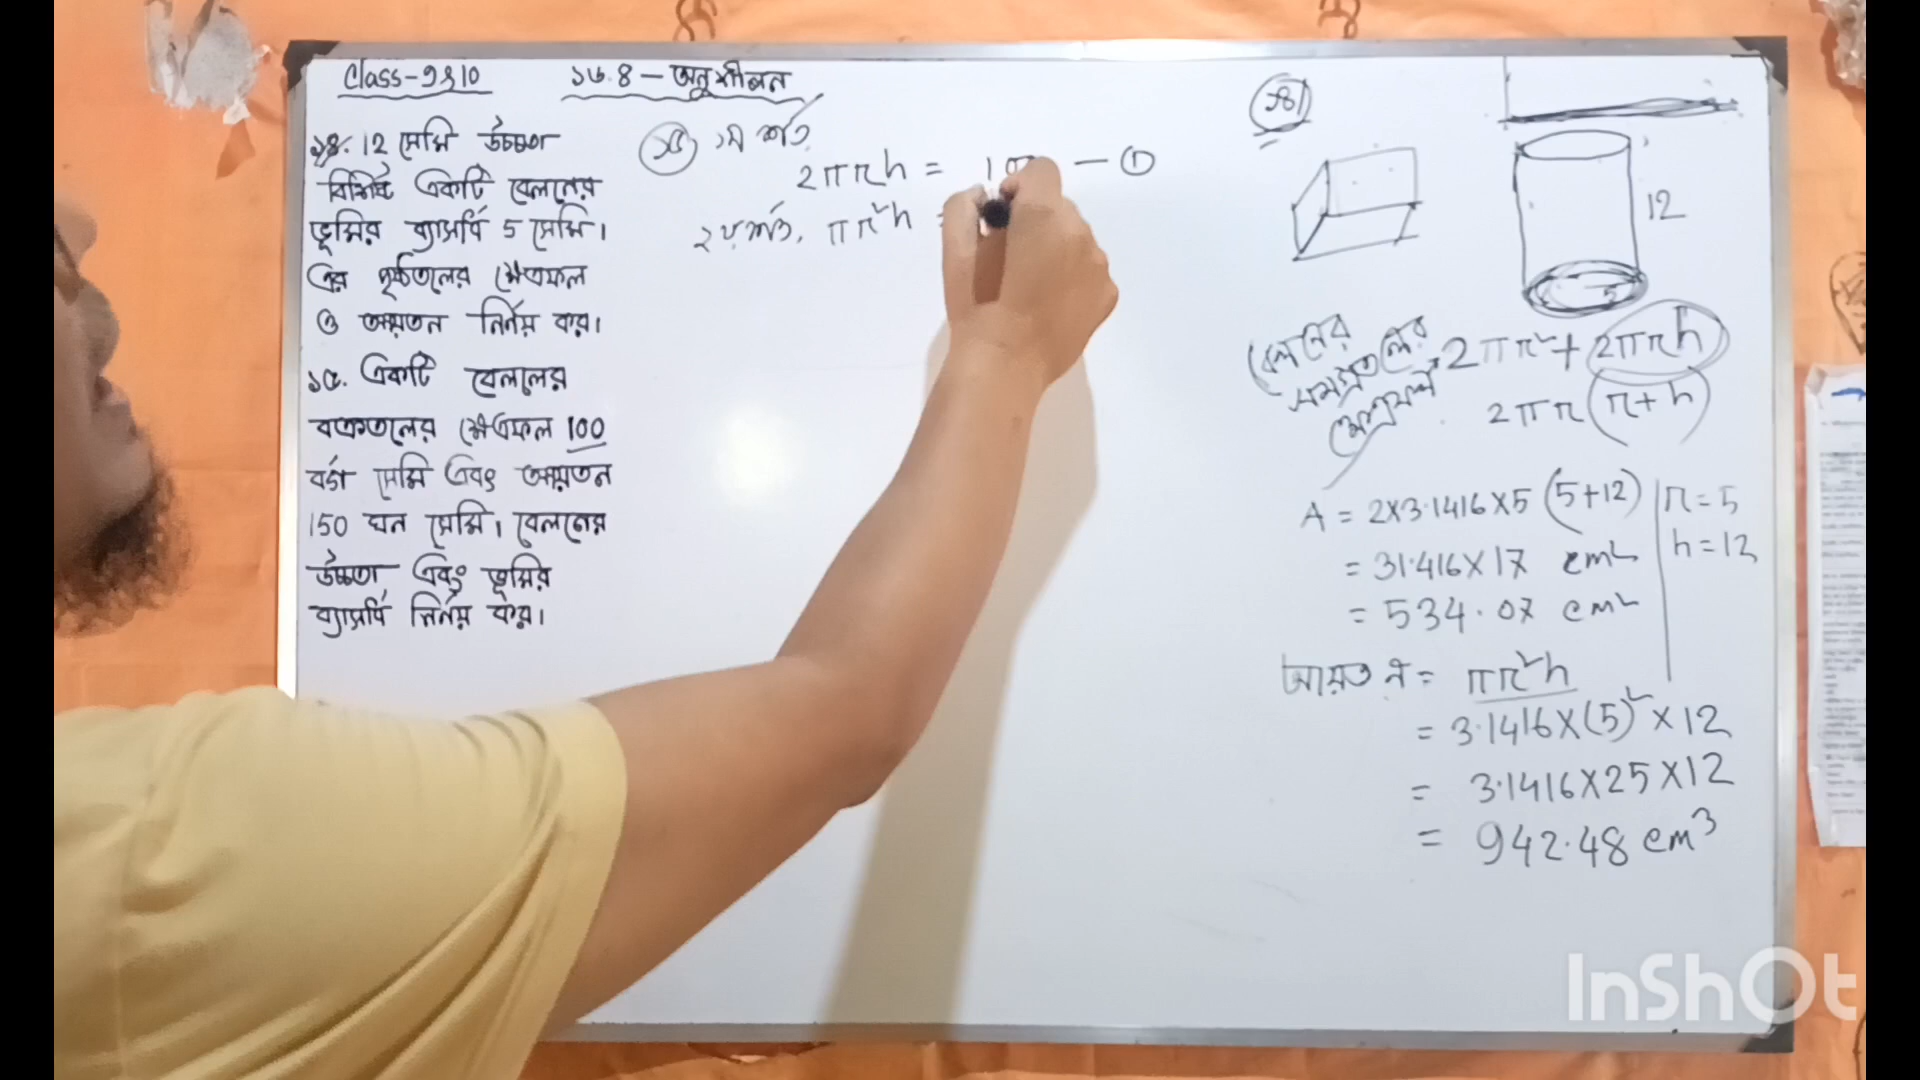 Class-9&10 ১৬.৪ - অনুশীলন
১৪. 12 সেমি উচ্চতা
বিশিষ্ট একটি বেলনের
ভূমির ব্যাসার্ধ 5 সেমি।
এর পৃষ্ঠতলের ক্ষেত্রফল
ও আয়তন নির্ণয় কর।
১৫. একটি বেলনের
বক্রতলের ক্ষেত্রফল 100
বর্গ সেমি এবং আয়তন
150 ঘন সেমি। বেলনের
উচ্চতা এবং ভূমির
ব্যাসার্ধ নির্ণয় কর।
১৫ ১ম শর্ত,
2πrh = — ①
২য় শর্ত, πr²h =
১৪
12
5
বেলনের
সমগ্রতলের
ক্ষেত্রফল = 2πr² + 2πrh
2πr(r+h)
A = 2×3.1416×5 (5+12)
= 31.416×17 cm²
= 534.07 cm²
r = 5
h = 12
আয়তন = πr²h
= 3.1416×(5)²×12
= 3.1416×25×12
= 942.48 cm³
InShOt